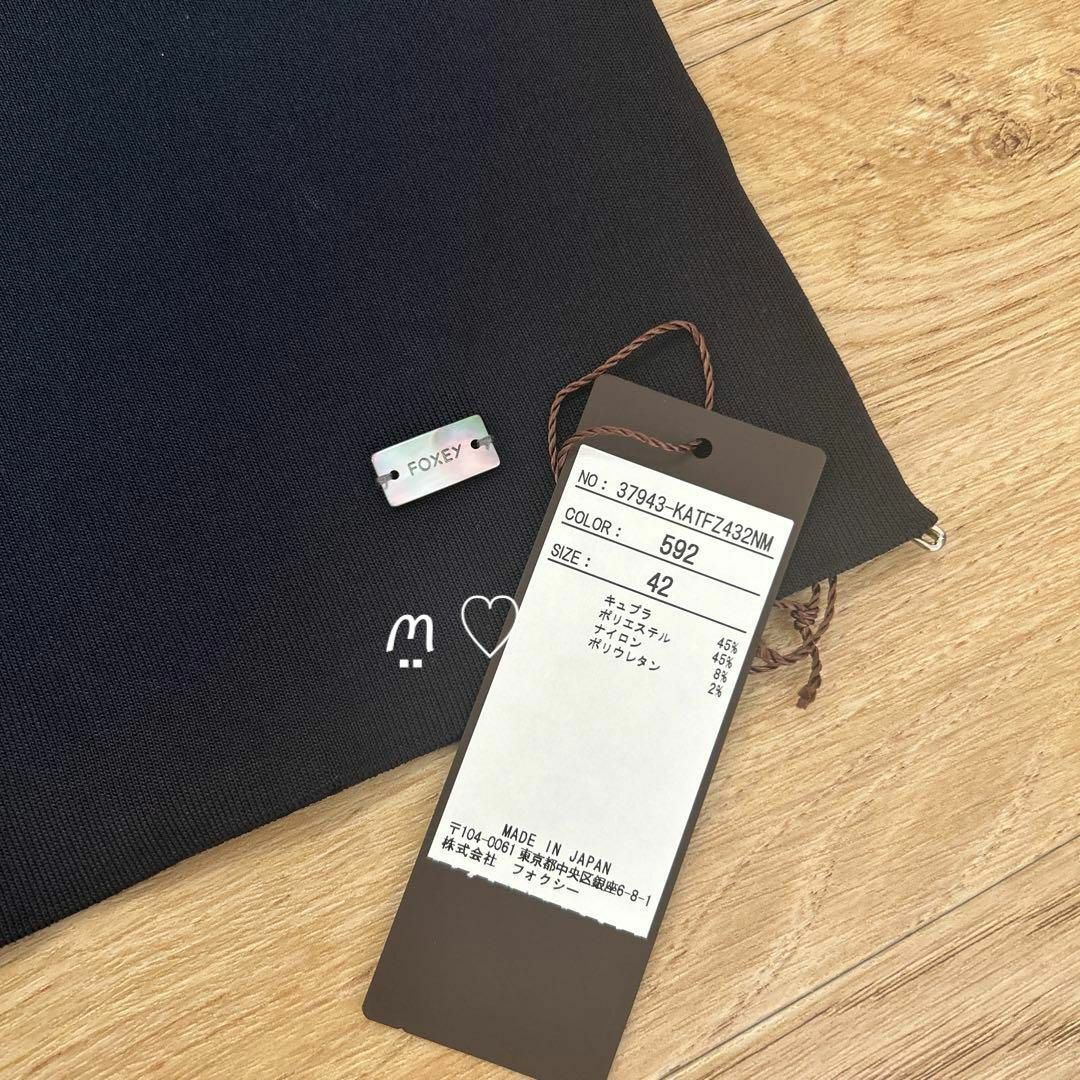 FOXEY
NO: 37943-KATFZ432NM
COLOR: 592
SIZE: 42
キュプラ 45%
ポリエステル 45%
ナイロン 8%
ポリウレタン 2%
MADE IN JAPAN
〒104-0061 東京都中央区銀座6-8-1
株式会社 フォクシー